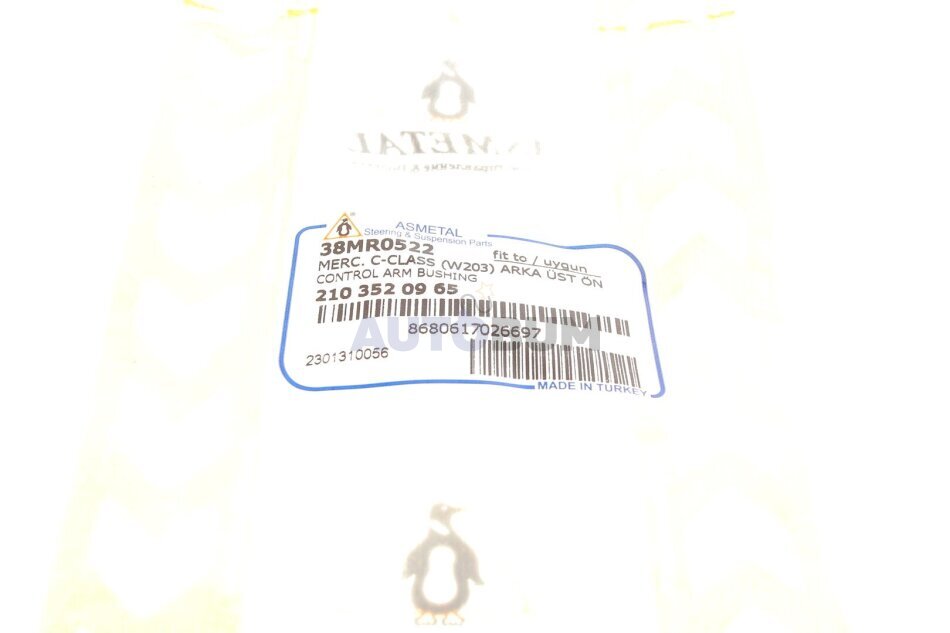 ASMETAL
Steering & Suspension Parts
38MR0522
fit to / uygun
MERC. C-CLASS (W203) ARKA ÜST ÖN
CONTROL ARM BUSHING
210 352 09 65
8680617026697
2301310056
MADE IN TURKEY